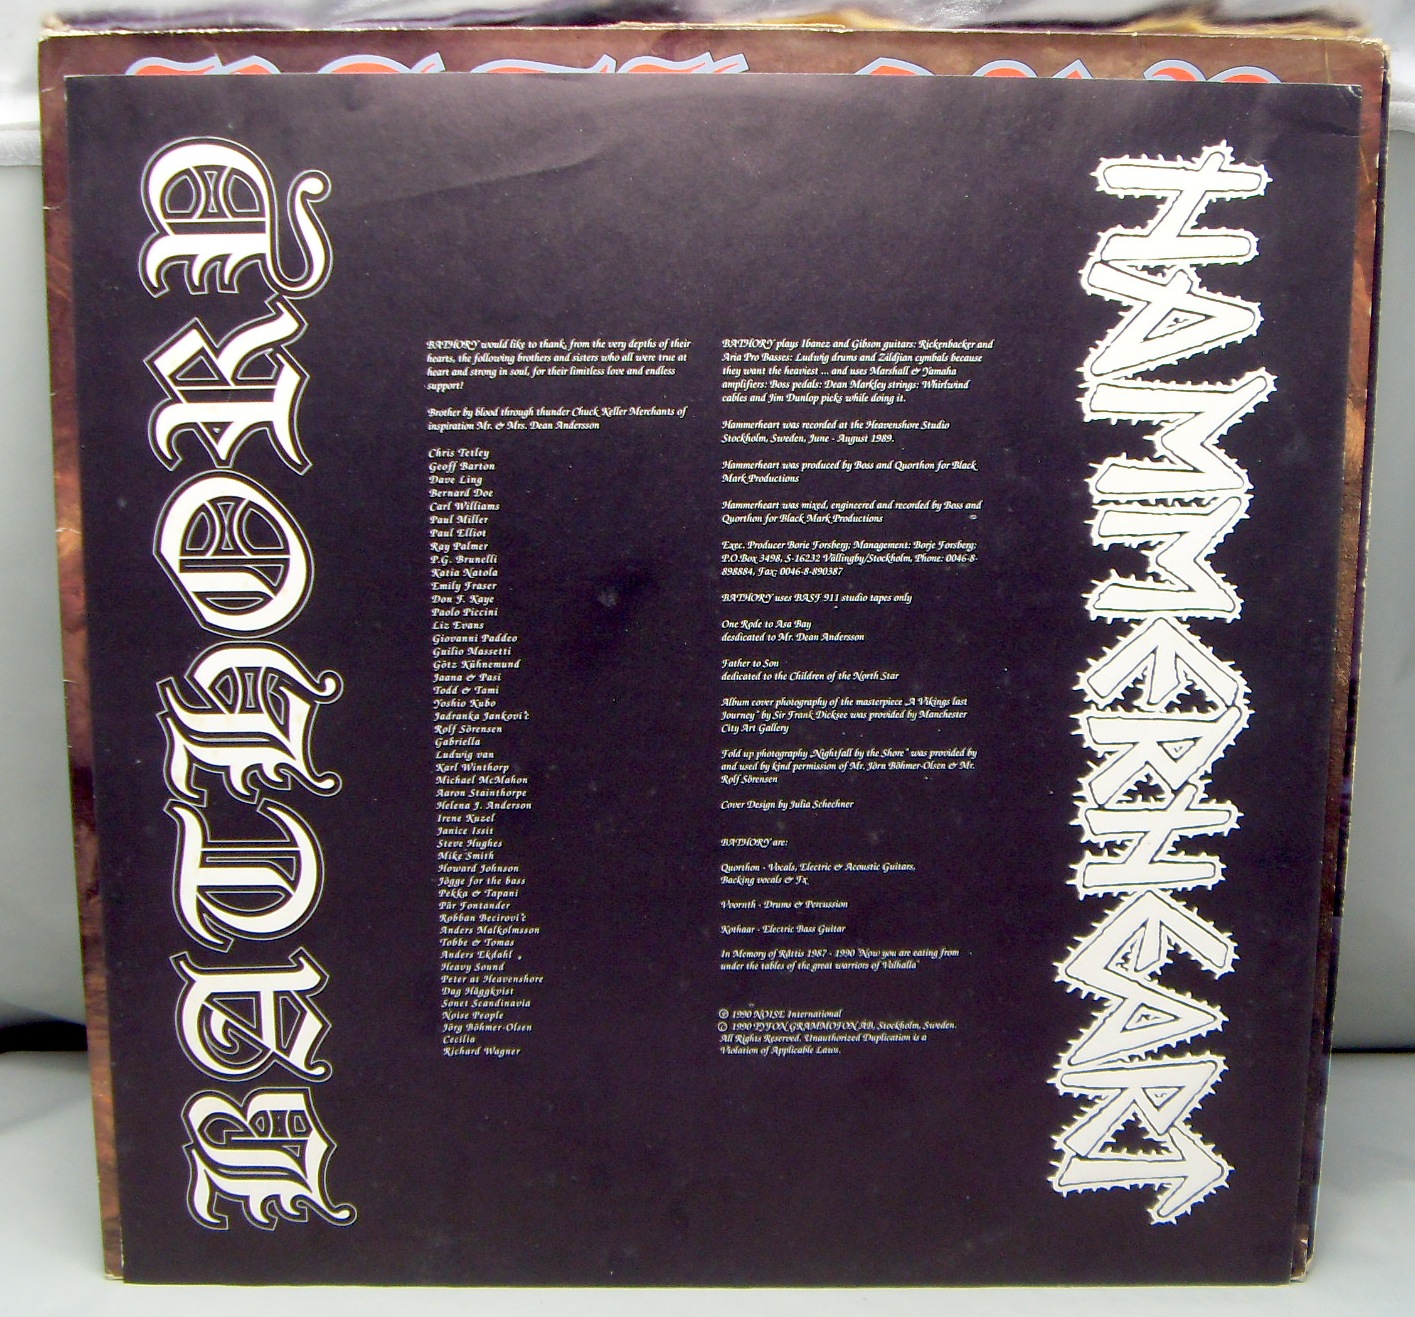 BATHORY
BATHORY would like to thank, from the very depths of their
hearts, the following brothers and sisters who all were true at
heart and strong in soul, for their limitless love and endless
support!
Brother by blood through thunder Chuck Keller Merchants of
inspiration Mr. & Mrs. Dean Andersson
Chris Tetley
Geoff Barton
Dave Ling
Bernard Doe
Carl Williams
Paul Miller
Paul Elliot
Ray Palmer
P.G. Brunelli
Katia Natola
Emily Fraser
Don F. Kaye
Paolo Piccini
Liz Evans
Giovanni Paddeo
Guilio Massetti
Götz Kühnemund
Jaana & Pasi
Todd & Tami
Yoshio Kubo
Jadranka Jankovi'c
Rolf Sörensen
Gabriella
Ludwig van
Karl Winthorp
Michael McMahon
Aaron Stainthorpe
Helena J. Anderson
Irene Kuzel
Janice Issit
Steve Hughes
Mike Smith
Howard Johnson
Jögge for the bass
Pekka & Tapani
Pär Fontander
Robban Becirovi'c
Anders Malkolmsson
Tobbe & Tomas
Anders Ekdahl
Heavy Sound
Peter at Heavenshore
Dag Häggkvist
Sonet Scandinavia
Noise People
Jörg Böhmer-Olsen
Cecilia
Richard Wagner
BATHORY plays Ibanez and Gibson guitars: Rickenbacker and
Aria Pro Basses: Ludwig drums and Zildjian cymbals because
they want the heaviest ... and uses Marshall & Yamaha
amplifiers: Boss pedals: Dean Markley strings: Whirlwind
cables and Jim Dunlop picks while doing it.
Hammerheart was recorded at the Heavenshore Studio
Stockholm, Sweden, June - August 1989.
Hammerheart was produced by Boss and Quorthon for Black
Mark Productions
Hammerheart was mixed, engineered and recorded by Boss and
Quorthon for Black Mark Productions
Exec. Producer Borje Forsberg; Management: Borje Forsberg;
P.O.Box 3498, S-16232 Vällingby/Stockholm, Phone: 0046-8-
898884, Fax: 0046-8-890387
BATHORY uses BASF 911 studio tapes only
One Rode to Asa Bay
desdicated to Mr. Dean Andersson
Father to Son
dedicated to the Children of the North Star
Album cover photography of the masterpiece „A Vikings last
Journey" by Sir Frank Dicksee was provided by Manchester
City Art Gallery
Fold up photography „Nightfall by the Shore" was provided by
and used by kind permission of Mr. Jörn Böhmer-Olsen & Mr.
Rolf Sörensen
Cover Design by Julia Schechner
BATHORY are:
Quorthon - Vocals, Electric & Acoustic Guitars,
Backing vocals & Fx
Vvornth - Drums & Percussion
Kothaar - Electric Bass Guitar
In Memory of Råttis 1987 - 1990 'Now you are eating from
under the tables of the great warriors of Valhalla'
℗ 1990 NOISE International
© 1990 TYFON GRAMMOFON AB, Stockholm, Sweden.
All Rights Reserved. Unauthorized Duplication is a
Violation of Applicable Laws.
HAMMERHEART